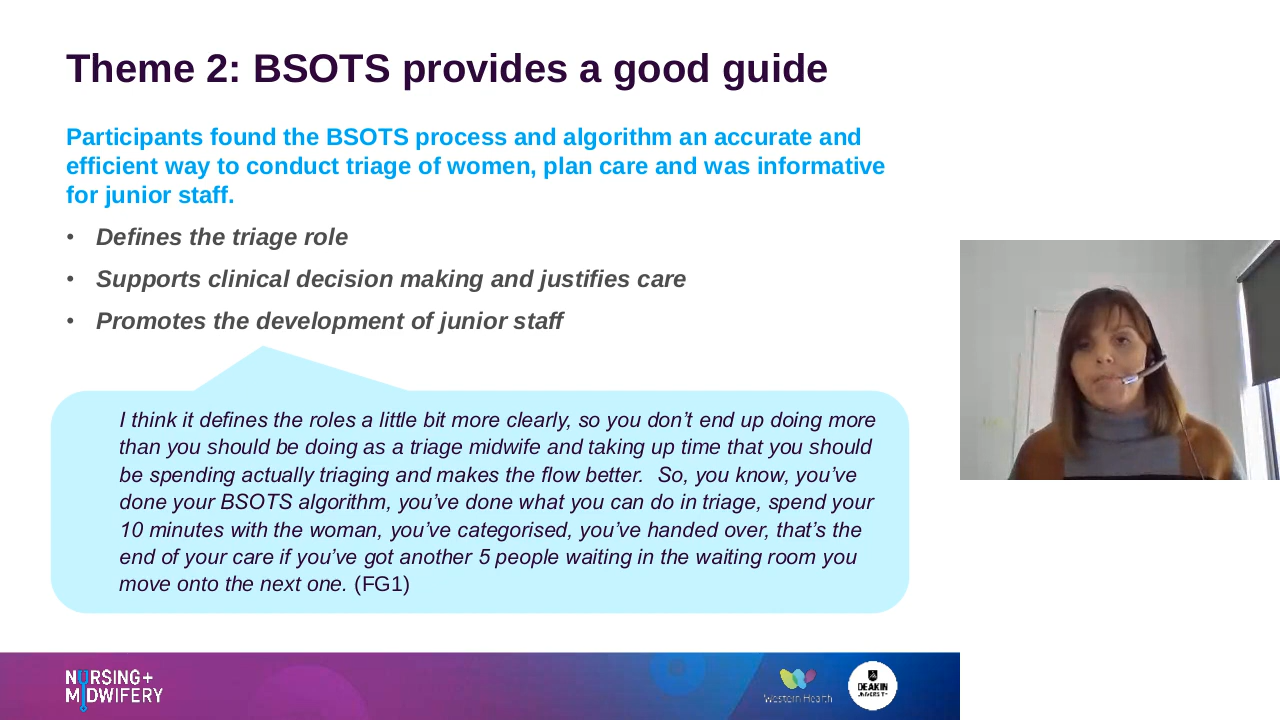 Theme 2: BSOTS provides a good guide
Participants found the BSOTS process and algorithm an accurate and
efficient way to conduct triage of women, plan care and was informative
for junior staff.
• Defines the triage role
• Supports clinical decision making and justifies care
• Promotes the development of junior staff
I think it defines the roles a little bit more clearly, so you don’t end up doing more
than you should be doing as a triage midwife and taking up time that you should
be spending actually triaging and makes the flow better.  So, you know, you’ve
done your BSOTS algorithm, you’ve done what you can do in triage, spend your
10 minutes with the woman, you’ve categorised, you’ve handed over, that’s the
end of your care if you’ve got another 5 people waiting in the waiting room you
move onto the next one. (FG1)
NURSING+
MIDWIFERY
Western Health
DEAKIN
UNIVERSITY